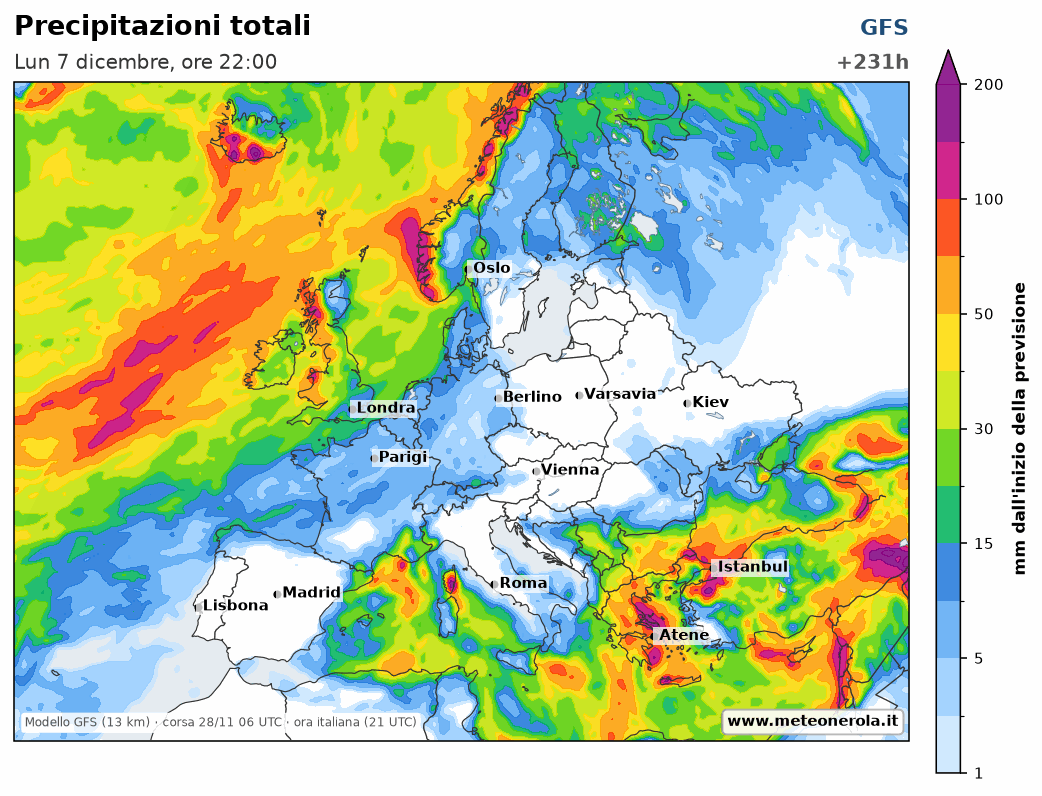 Precipitazioni totali
GFS
Lun 7 dicembre, ore 22:00
+231h
200
100
50
30
15
5
1
mm dall'inizio della previsione
Oslo
Berlino
Varsavia
Kiev
Londra
Parigi
Vienna
Istanbul
Roma
Madrid
Lisbona
Atene
Modello GFS (13 km) · corsa 28/11 06 UTC · ora italiana (21 UTC)
www.meteonerola.it